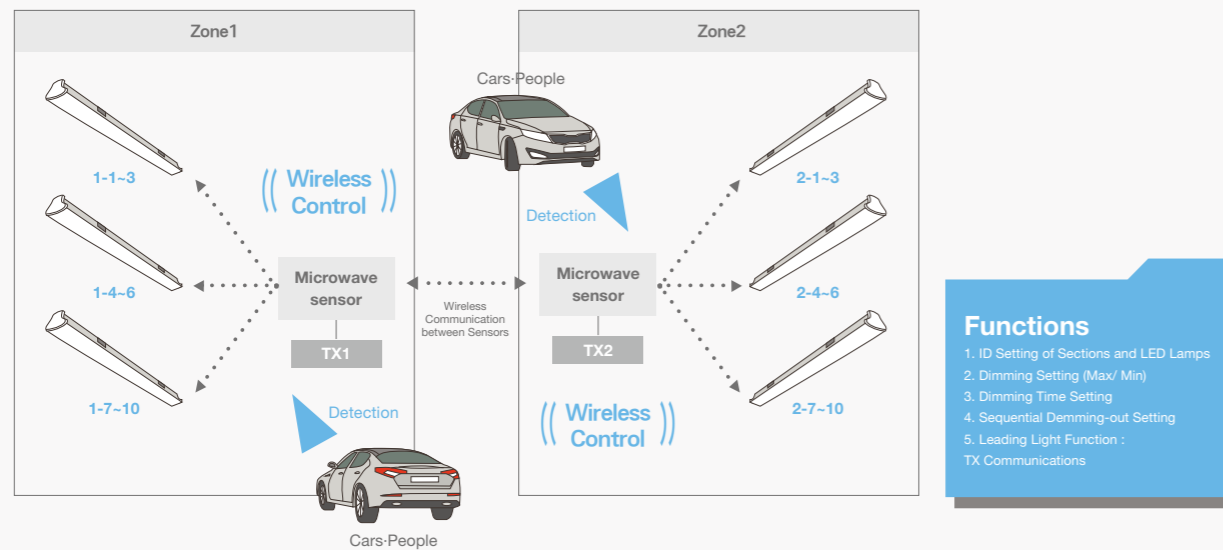 Zone1
1-1~3
1-4~6
1-7~10
Wireless
Control
Microwave
sensor
TX1
Detection
Cars·People
Wireless
Communication
between Sensors
Zone2
Cars·People
Detection
Microwave
sensor
TX2
Wireless
Control
2-1~3
2-4~6
2-7~10
Functions
1. ID Setting of Sections and LED Lamps
2. Dimming Setting (Max/ Min)
3. Dimming Time Setting
4. Sequential Demming-out Setting
5. Leading Light Function :
TX Communications